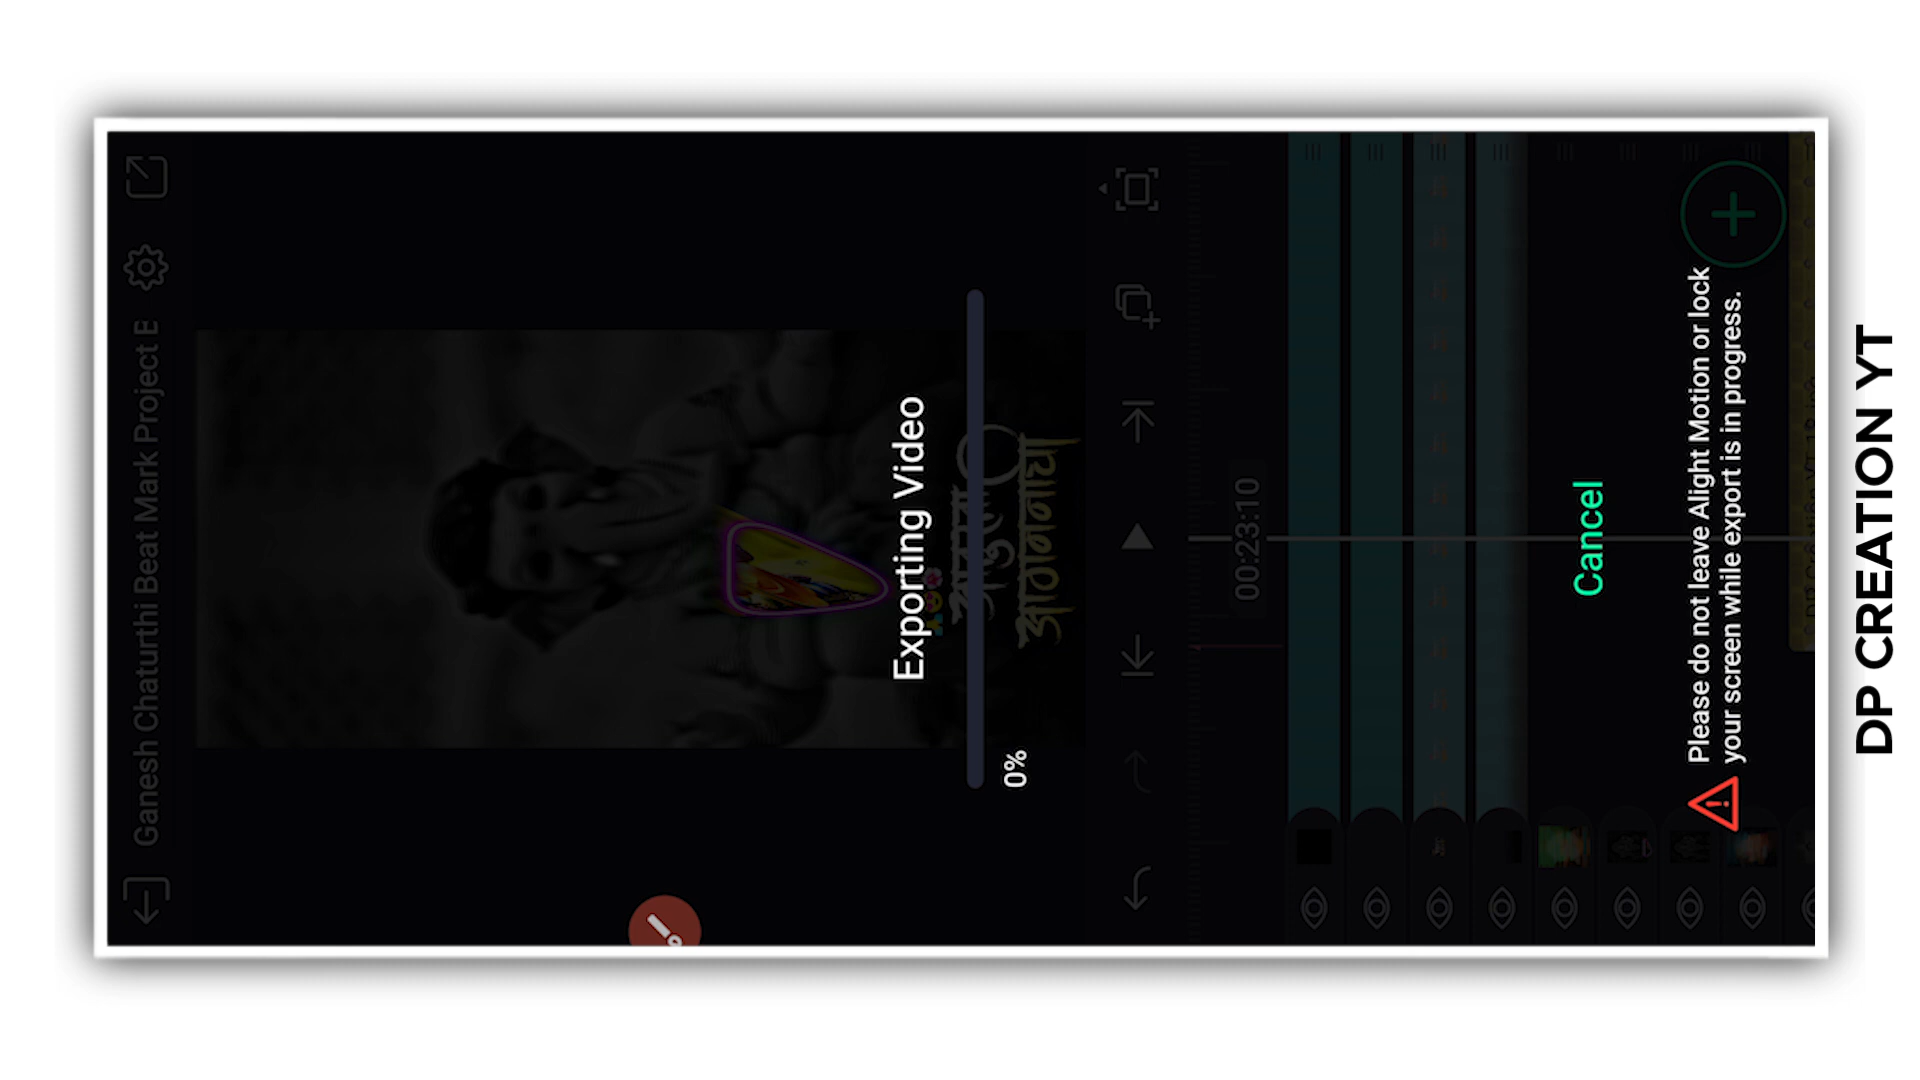 Ganesh Chaturthi Beat Mark Project B
Exporting Video
0%
आगमनाचा
00:23:10
Cancel
Please do not leave Alight Motion or lock
your screen while export is in progress.
DP CREATION YT